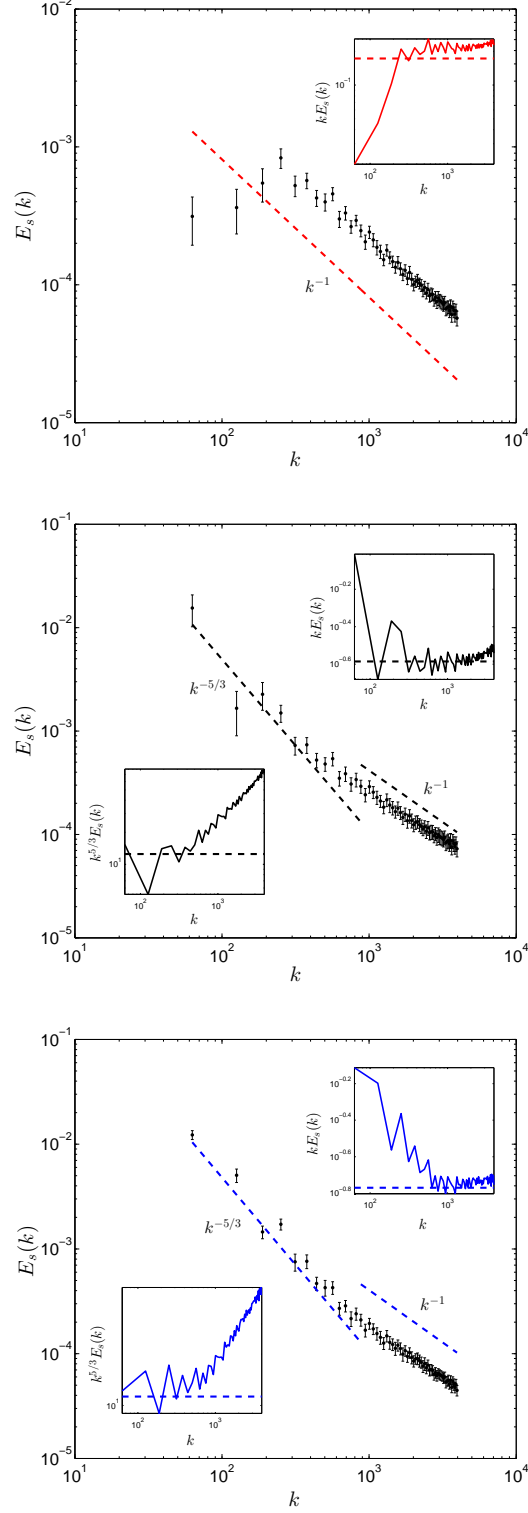 10^{-2}
10^{-3}
10^{-4}
10^{-5}
E_s(k)
k^{-1}
10^{-1}
kE_s(k)
10^2
10^3
k
10^1
10^2
10^3
10^4
k
10^{-1}
10^{-2}
10^{-3}
10^{-4}
10^{-5}
E_s(k)
k^{-5/3}
k^{-1}
10^{-0.2}
10^{-0.4}
10^{-0.6}
kE_s(k)
10^2
10^3
k
k^{5/3}E_s(k)
10^1
10^2
10^3
k
10^1
10^2
10^3
10^4
k
10^{-1}
10^{-2}
10^{-3}
10^{-4}
10^{-5}
E_s(k)
k^{-5/3}
k^{-1}
10^{-0.2}
10^{-0.4}
10^{-0.6}
10^{-0.8}
kE_s(k)
10^2
10^3
k
k^{5/3}E_s(k)
10^1
10^2
10^3
k
10^1
10^2
10^3
10^4
k